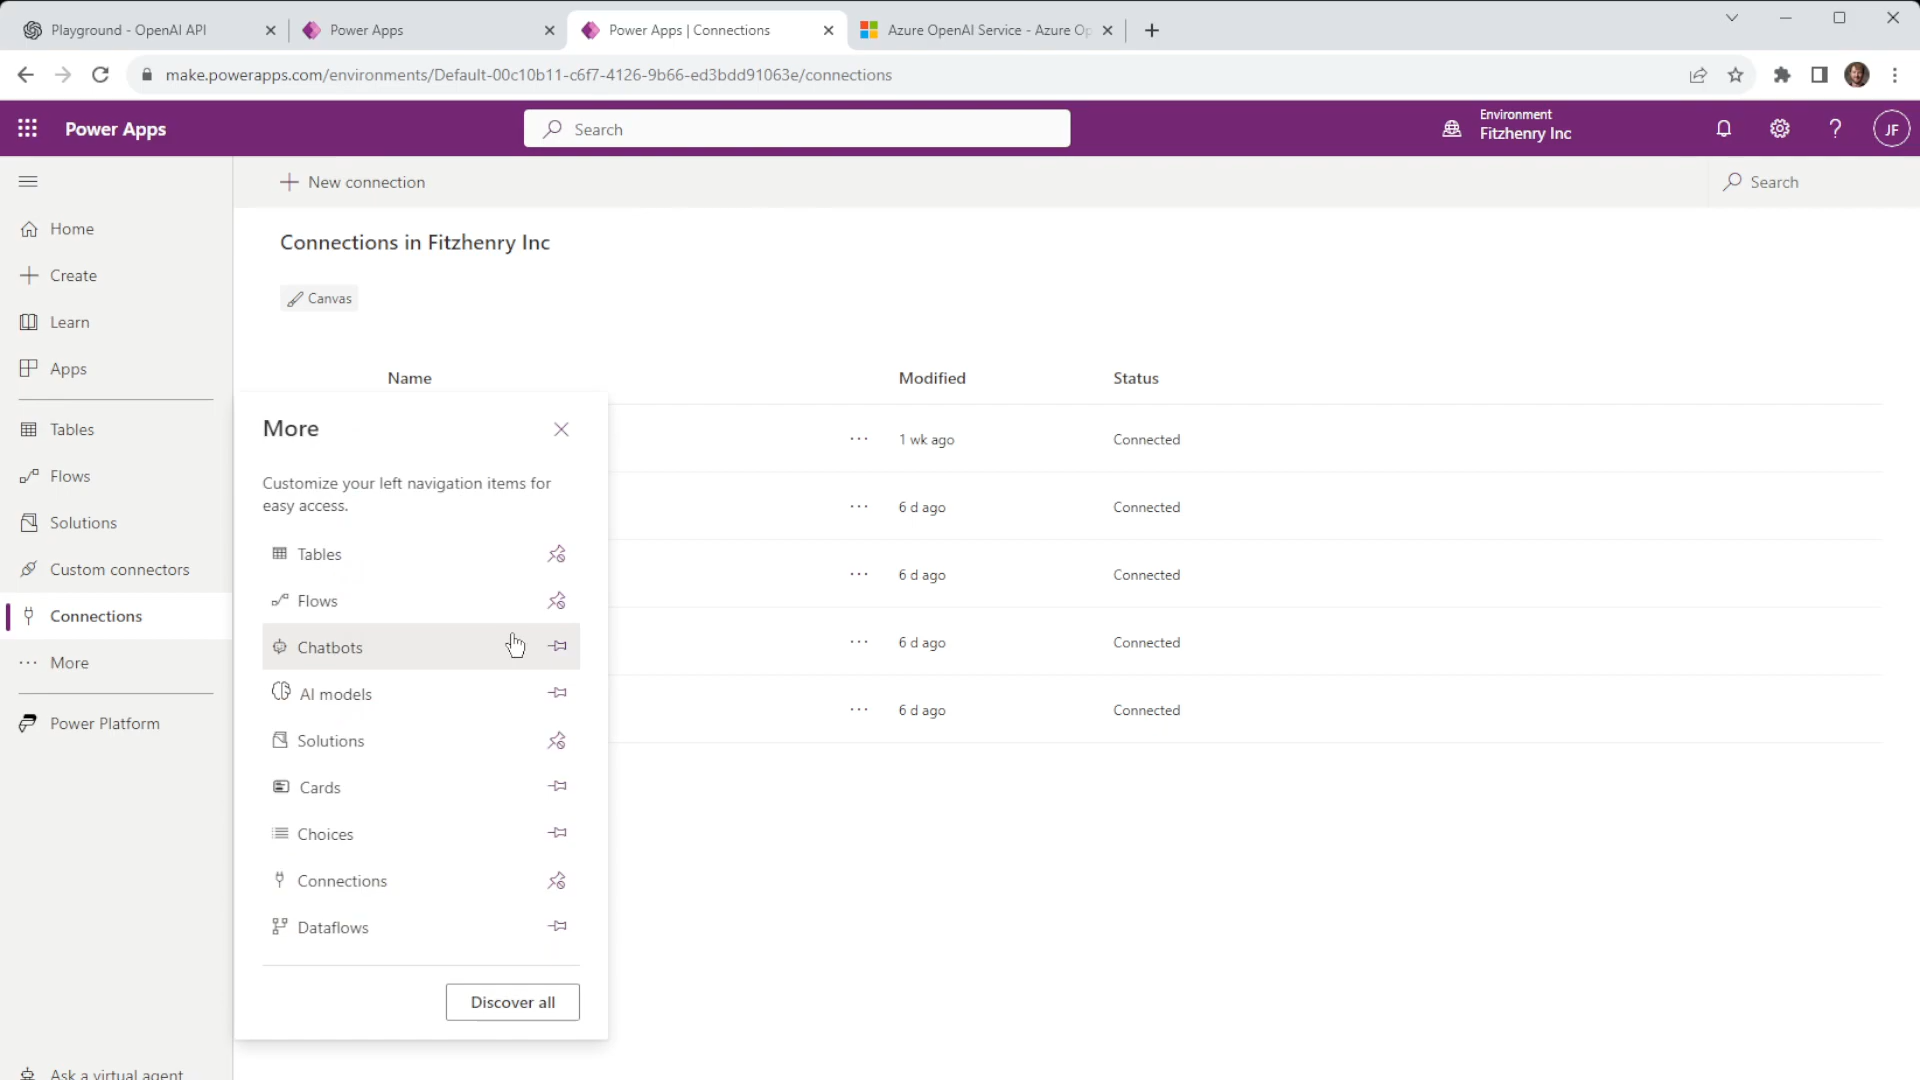 Playground - OpenAI API
Power Apps
Power Apps | Connections
Azure OpenAI Service - Azure Op
make.powerapps.com/environments/Default-00c10b11-c6f7-4126-9b66-ed3bdd91063e/connections
Power Apps
Search
Environment
Fitzhenry Inc
?
JF
New connection
Search
Home
Create
Learn
Apps
Tables
Flows
Solutions
Custom connectors
Connections
More
Power Platform
Ask a virtual agent
Connections in Fitzhenry Inc
Canvas
Name
Modified
Status
1 wk ago
Connected
6 d ago
Connected
6 d ago
Connected
6 d ago
Connected
6 d ago
Connected
More
Customize your left navigation items for
easy access.
Tables
Flows
Chatbots
AI models
Solutions
Cards
Choices
Connections
Dataflows
Discover all